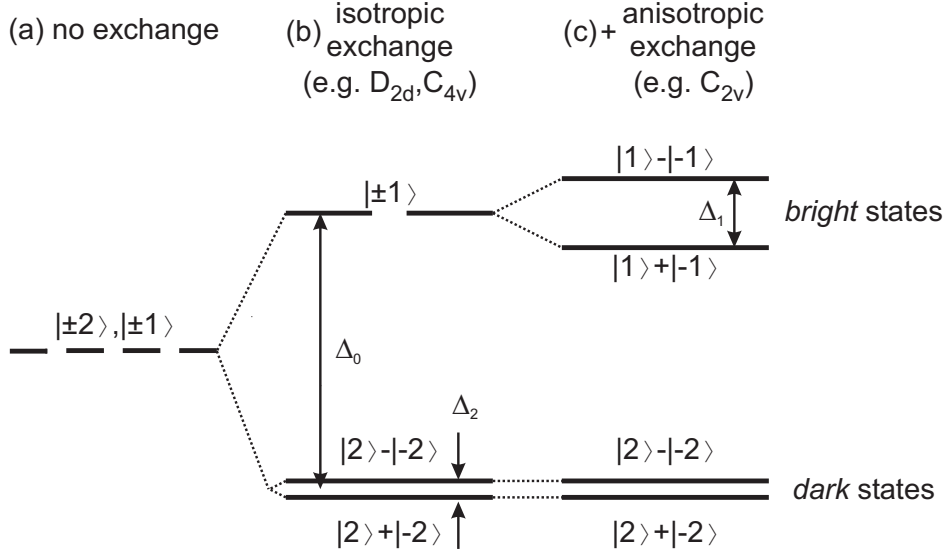 (a) no exchange
(b) isotropic
exchange
(e.g. D₂d,C₄ᵥ)
(c) + anisotropic
exchange
(e.g. C₂ᵥ)
|1⟩-|-1⟩
|±1⟩
Δ₁
bright states
|1⟩+|-1⟩
|±2⟩,|±1⟩
Δ₀
Δ₂
|2⟩-|-2⟩
|2⟩-|-2⟩
dark states
|2⟩+|-2⟩
|2⟩+|-2⟩